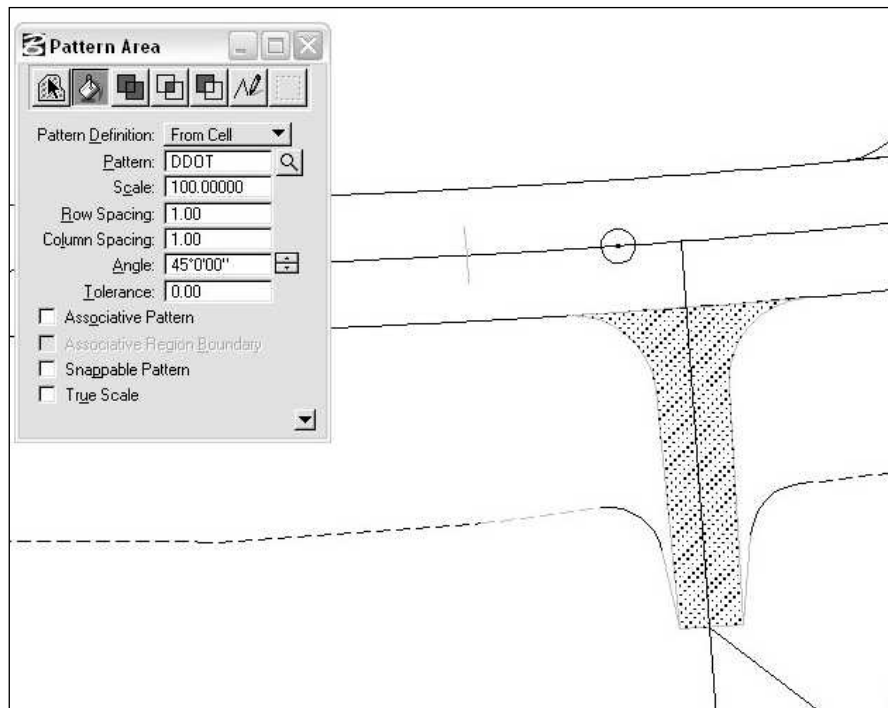 Pattern Area
Pattern Definition: From Cell
Pattern: DDOT
Scale: 100.00000
Row Spacing: 1.00
Column Spacing: 1.00
Angle: 45°0'00"
Tolerance: 0.00
Associative Pattern
Associative Region Boundary
Snappable Pattern
True Scale